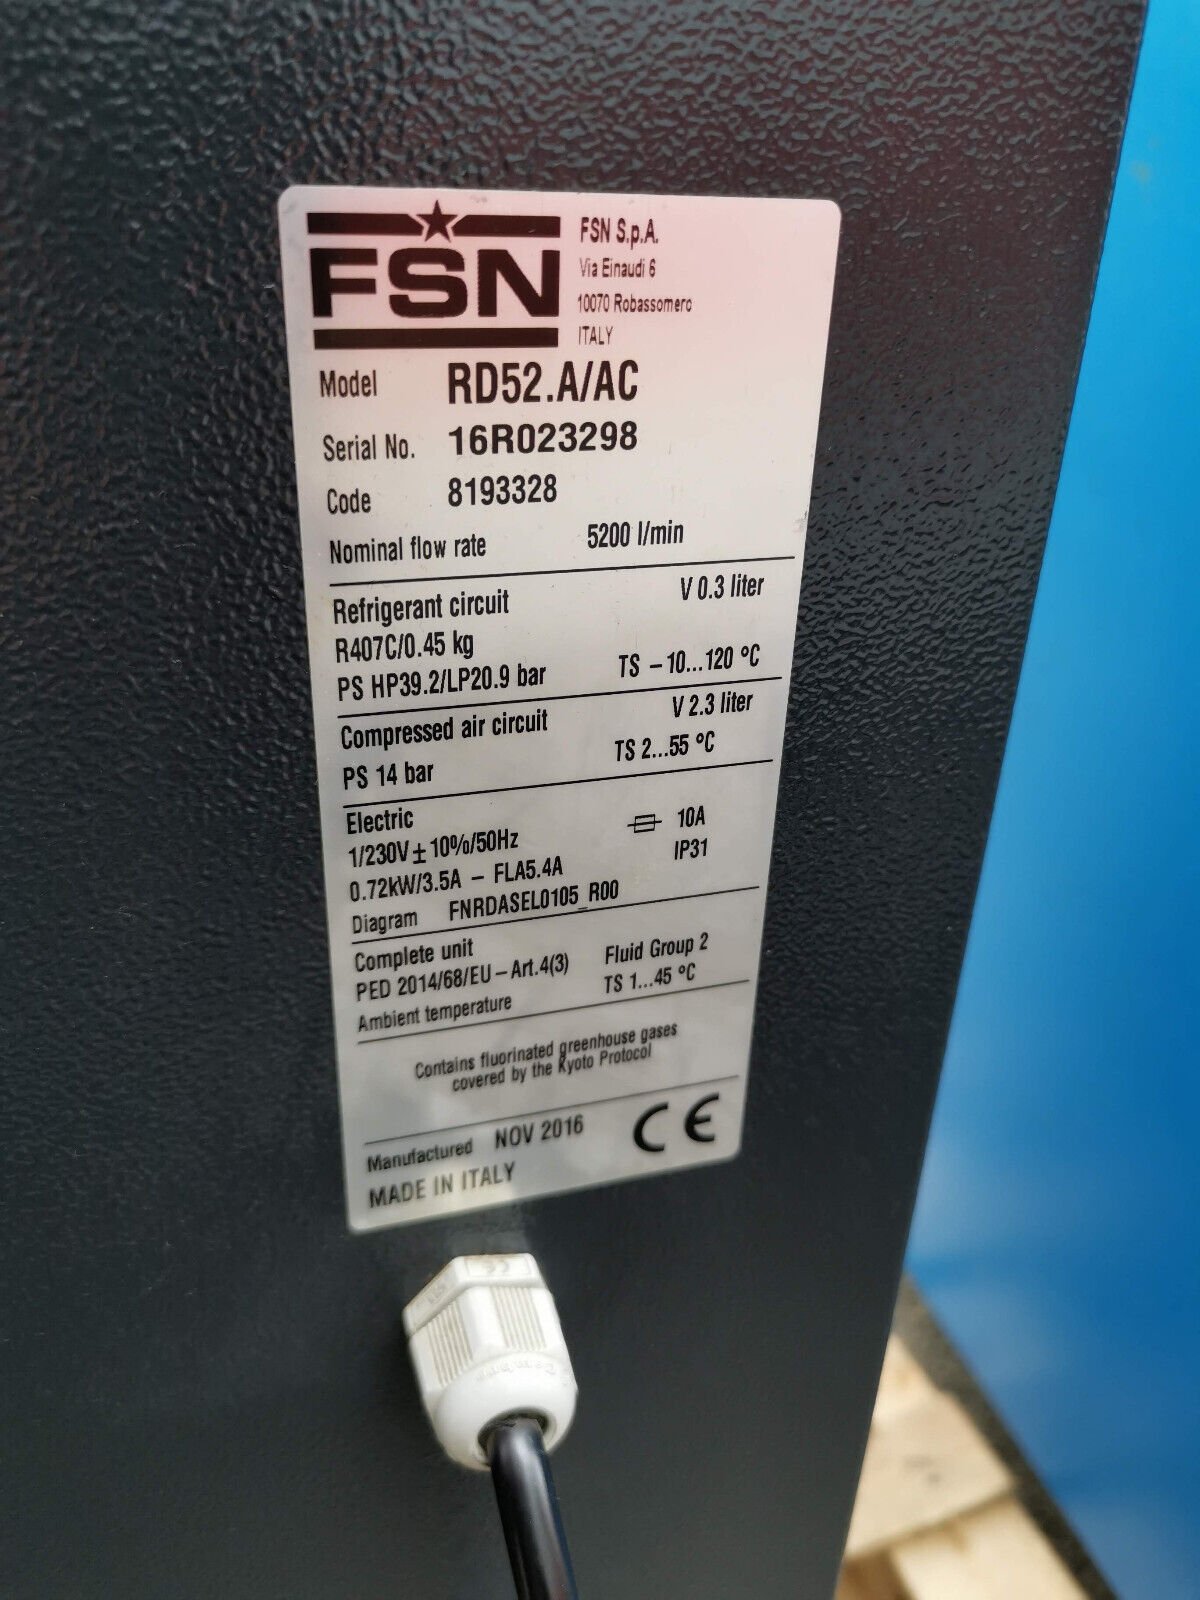 FSN
FSN S.p.A.
Via Einaudi 6
10070 Robassomero
ITALY
Model RD52.A/AC
Serial No. 16R023298
Code 8193328
Nominal flow rate 5200 l/min
Refrigerant circuit V 0.3 liter
R407C/0.45 kg
PS HP39.2/LP20.9 bar TS –10...120 °C
Compressed air circuit V 2.3 liter
PS 14 bar TS 2...55 °C
Electric
1/230V±10%/50Hz 10A
0.72kW/3.5A – FLA5.4A IP31
Diagram FNRDASEL0105_R00
Complete unit
PED 2014/68/EU–Art.4(3) Fluid Group 2
Ambient temperature TS 1...45 °C
Contains fluorinated greenhouse gases
covered by the Kyoto Protocol
Manufactured NOV 2016 CE
MADE IN ITALY
CE